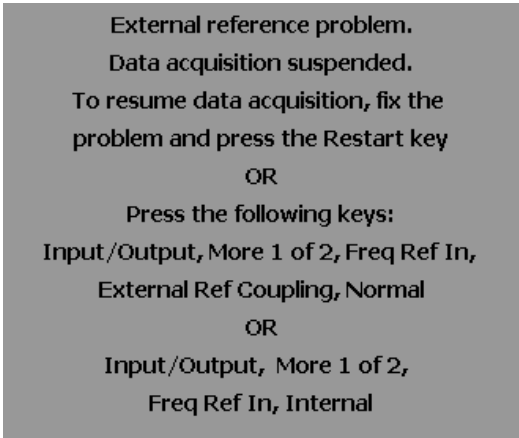 External reference problem.
Data acquisition suspended.
To resume data acquisition, fix the
problem and press the Restart key
OR
Press the following keys:
Input/Output, More 1 of 2, Freq Ref In,
External Ref Coupling, Normal
OR
Input/Output, More 1 of 2,
Freq Ref In, Internal